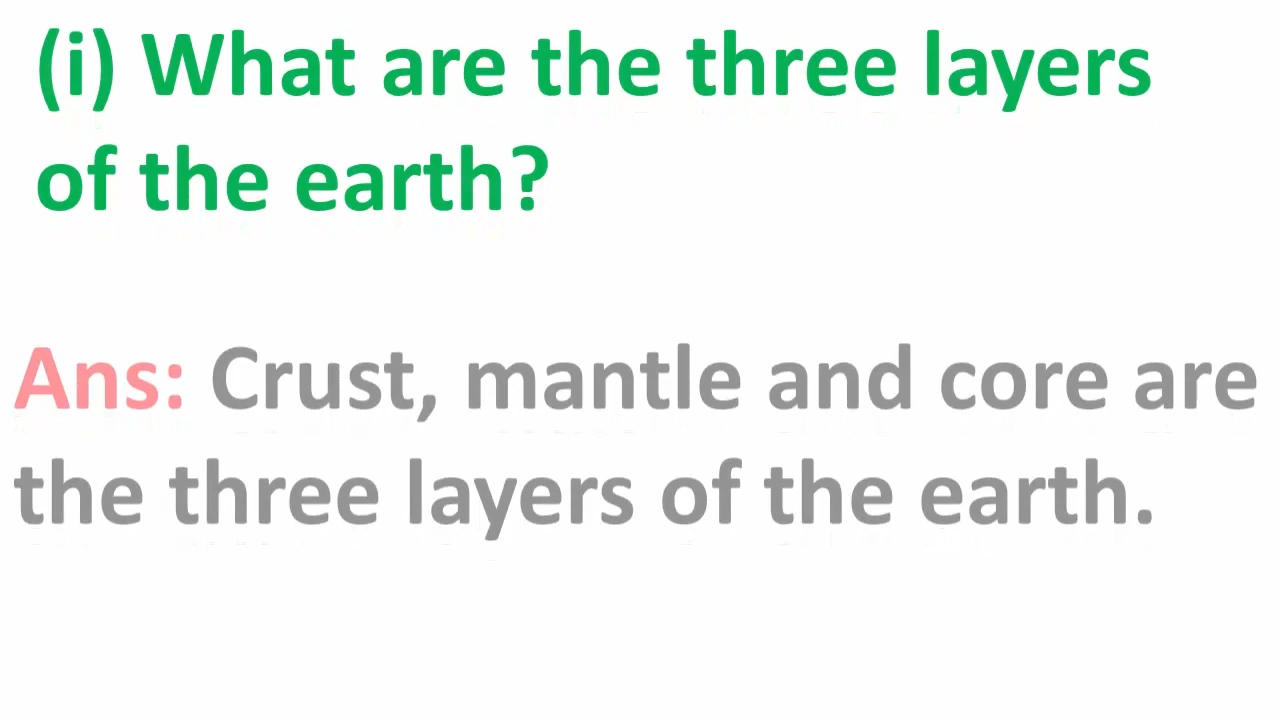 (i) What are the three layers
of the earth?
Ans: Crust, mantle and core are
the three layers of the earth.